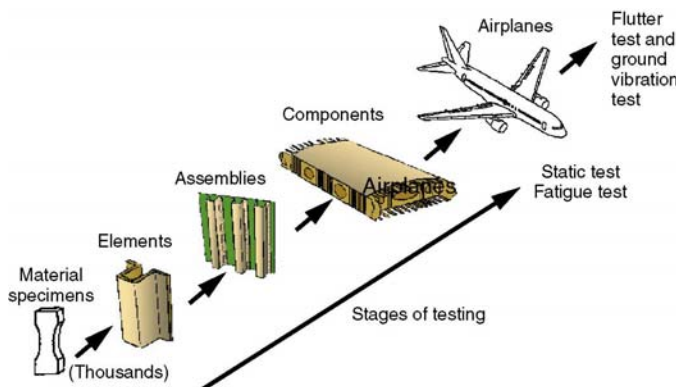 Airplanes
Flutter
test and
ground
vibration
test
Components
Airplanes
Static test
Fatigue test
Assemblies
Elements
Material
specimens
Stages of testing
(Thousands)